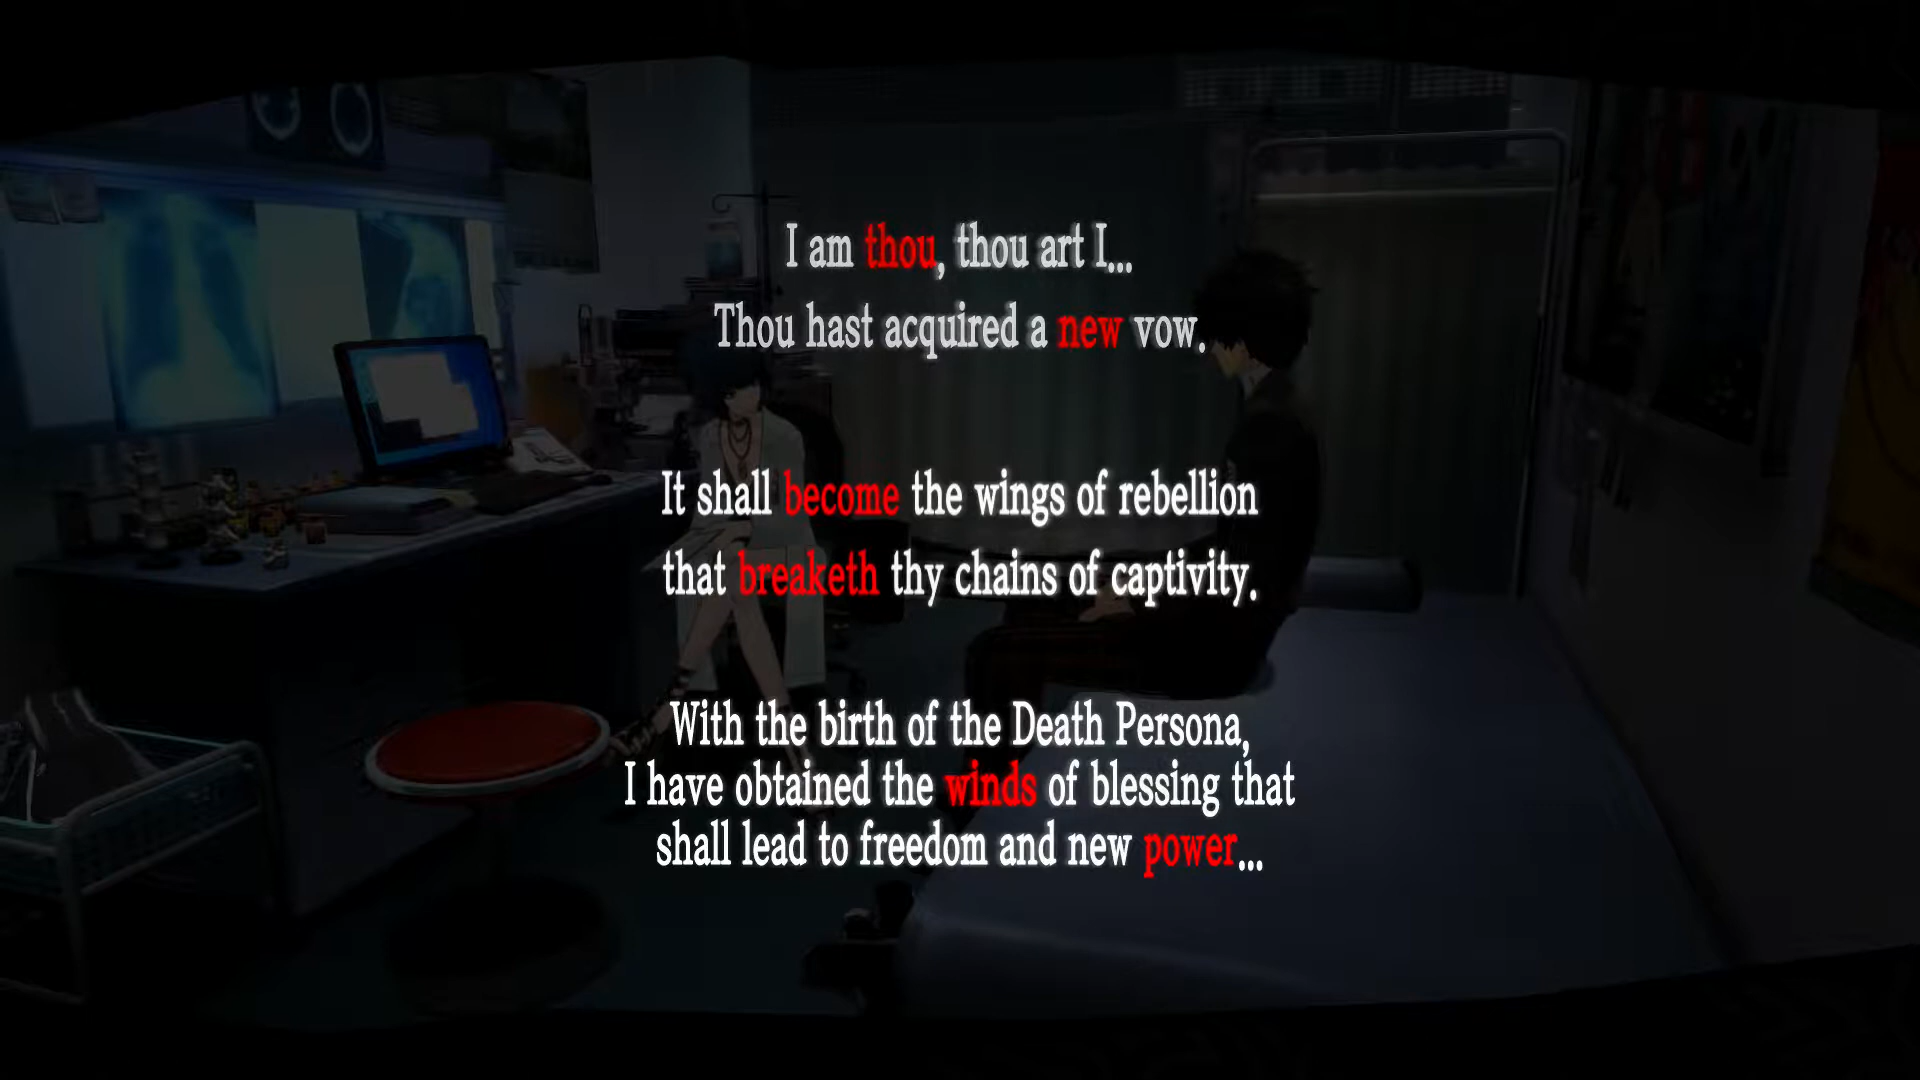 I am thou, thou art I...
Thou hast acquired a new vow.
It shall become the wings of rebellion
that breaketh thy chains of captivity.
With the birth of the Death Persona,
I have obtained the winds of blessing that
shall lead to freedom and new power...